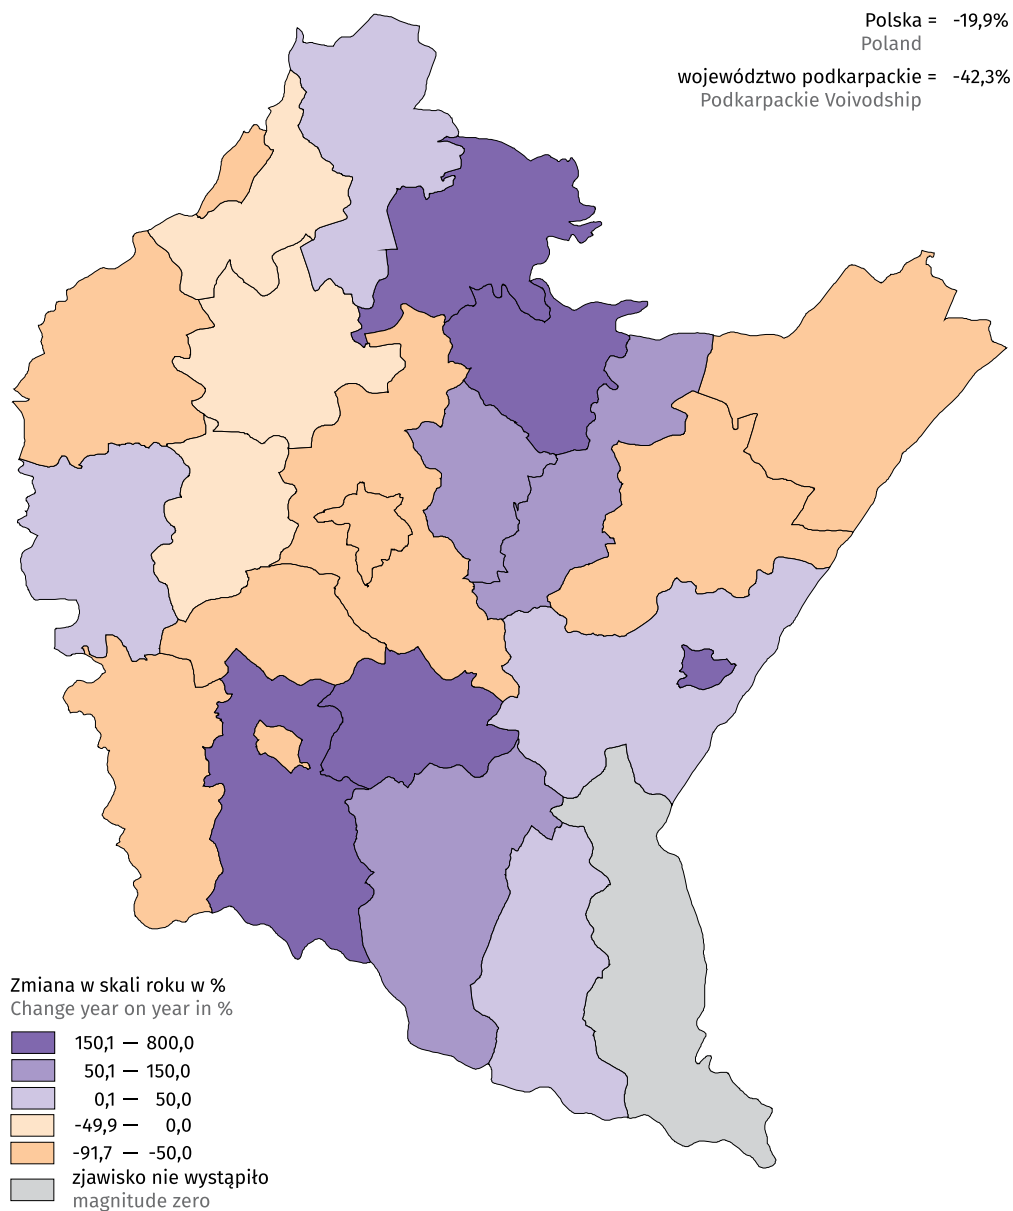 Polska = -19,9%
Poland
województwo podkarpackie = -42,3%
Podkarpackie Voivodship
Zmiana w skali roku w %
Change year on year in %
150,1 — 800,0
50,1 — 150,0
0,1 — 50,0
-49,9 — 0,0
-91,7 — -50,0
zjawisko nie wystąpiło
magnitude zero